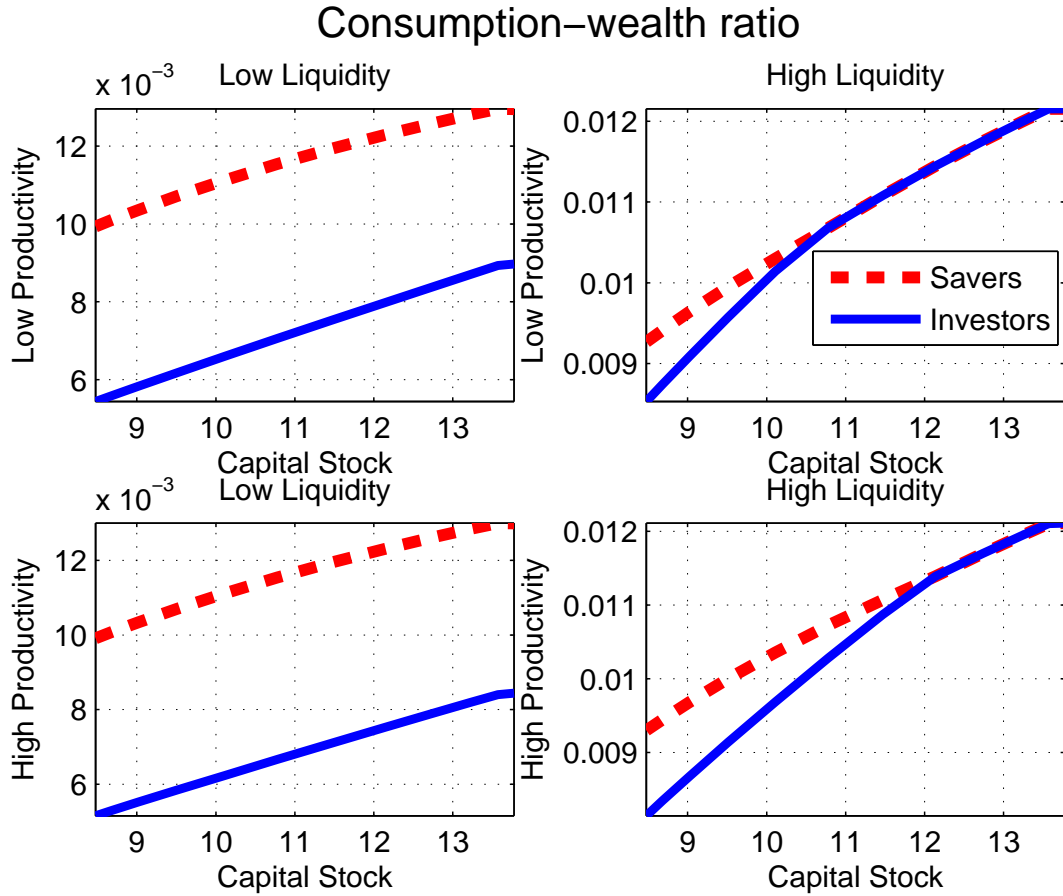 Consumption−wealth ratio
x 10−3
Low Liquidity
Low Productivity
12
10
8
6
9 10 11 12 13
Capital Stock
High Liquidity
Low Productivity
0.012
0.011
0.01
0.009
Savers
Investors
9 10 11 12 13
Capital Stock
x 10−3
Low Liquidity
High Productivity
12
10
8
6
9 10 11 12 13
Capital Stock
High Liquidity
High Productivity
0.012
0.011
0.01
0.009
9 10 11 12 13
Capital Stock